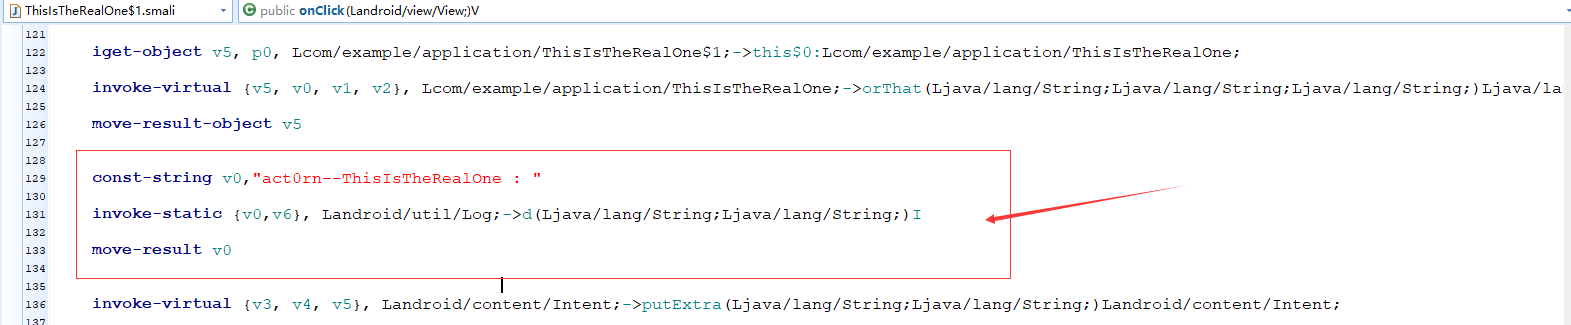 ThisIsTheRealOne$1.smali public onClick(Landroid/view/View;)V
121
122 iget-object v5, p0, Lcom/example/application/ThisIsTheRealOne$1;->this$0:Lcom/example/application/ThisIsTheRealOne;
123
124 invoke-virtual {v5, v0, v1, v2}, Lcom/example/application/ThisIsTheRealOne;->orThat(Ljava/lang/String;Ljava/lang/String;Ljava/lang/String;)Ljava/la
125
126 move-result-object v5
127
128
129 const-string v0,"act0rn--ThisIsTheRealOne : "
130
131 invoke-static {v0,v6}, Landroid/util/Log;->d(Ljava/lang/String;Ljava/lang/String;)I
132
133 move-result v0
134
135
136 invoke-virtual {v3, v4, v5}, Landroid/content/Intent;->putExtra(Ljava/lang/String;Ljava/lang/String;)Landroid/content/Intent;
137